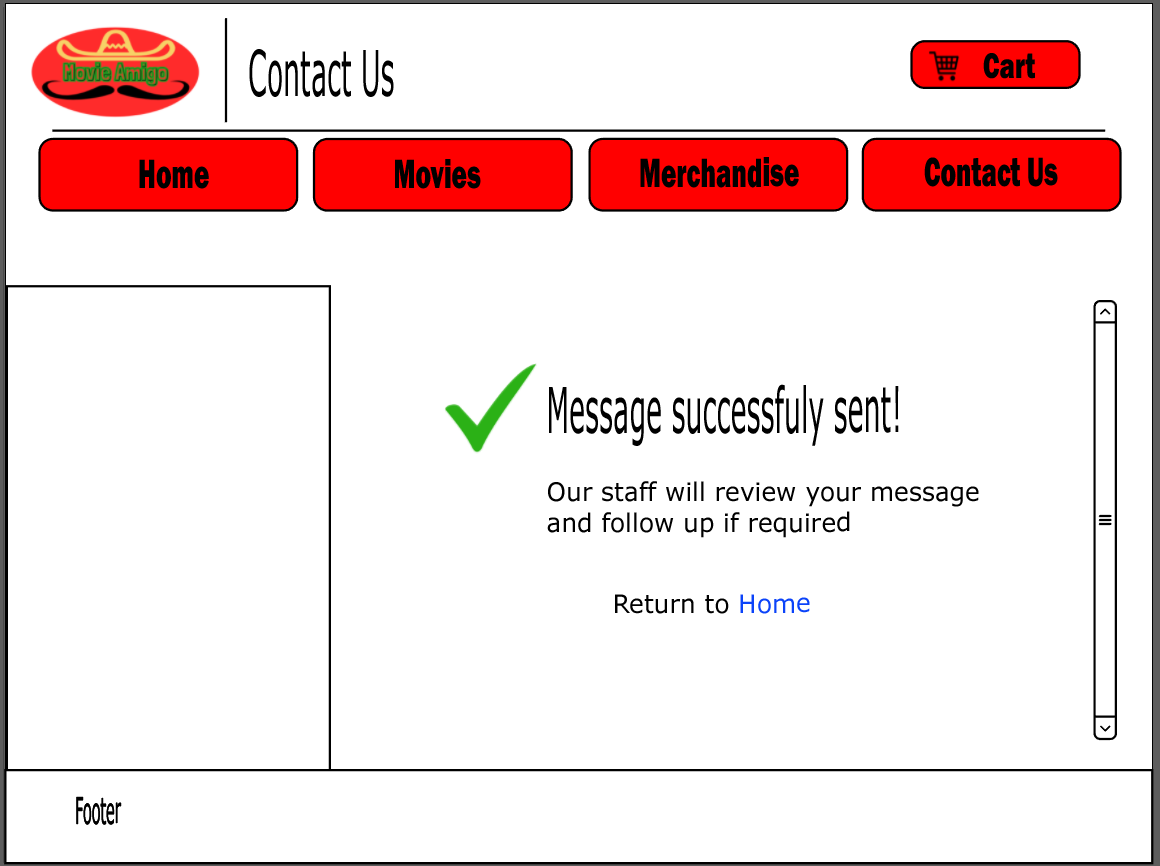 Movie Amigo
Contact Us
Cart
Home
Movies
Merchandise
Contact Us
Message successfuly sent!
Our staff will review your message
and follow up if required
Return to Home
Footer